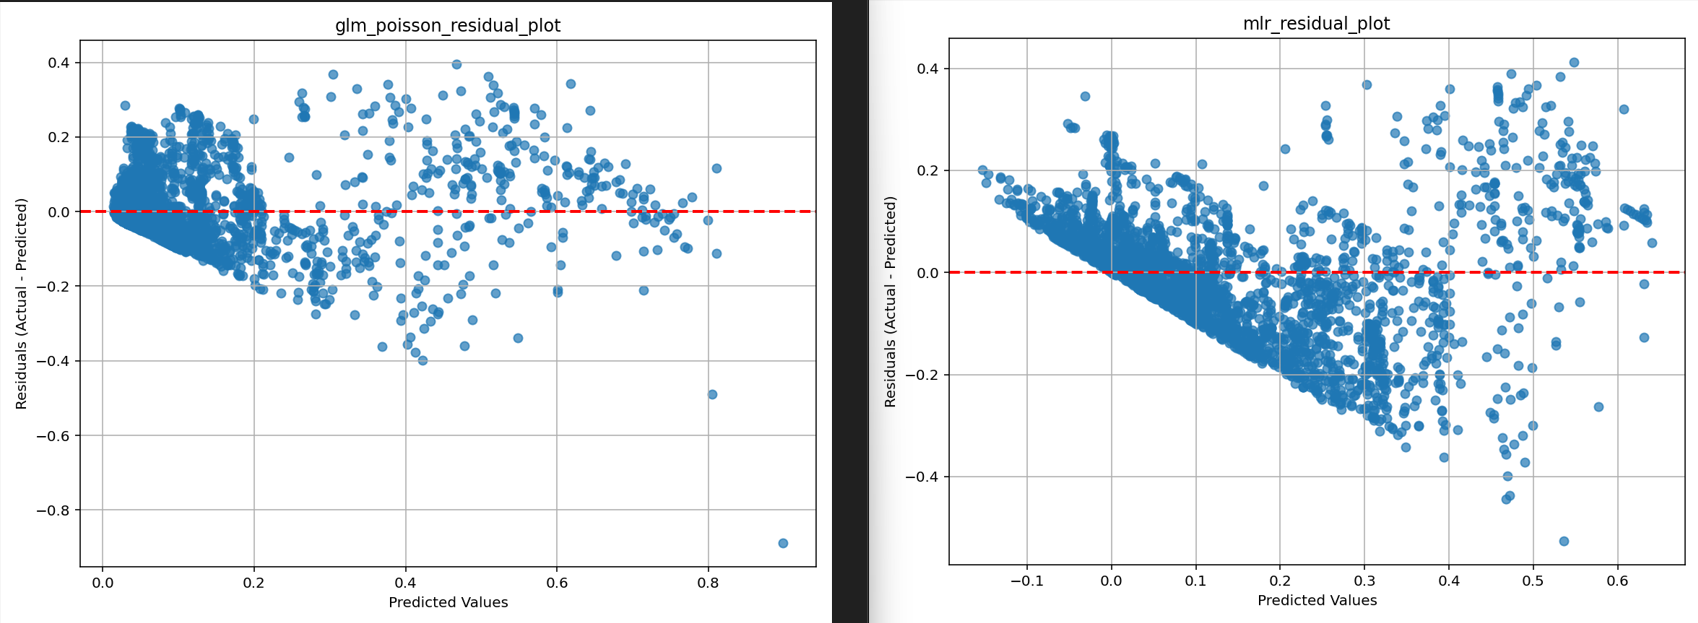 glm_poisson_residual_plot
0.4
0.2
0.0
−0.2
−0.4
−0.6
−0.8
Residuals (Actual - Predicted)
0.0 0.2 0.4 0.6 0.8
Predicted Values
mlr_residual_plot
0.4
0.2
0.0
−0.2
−0.4
Residuals (Actual - Predicted)
−0.1 0.0 0.1 0.2 0.3 0.4 0.5 0.6
Predicted Values